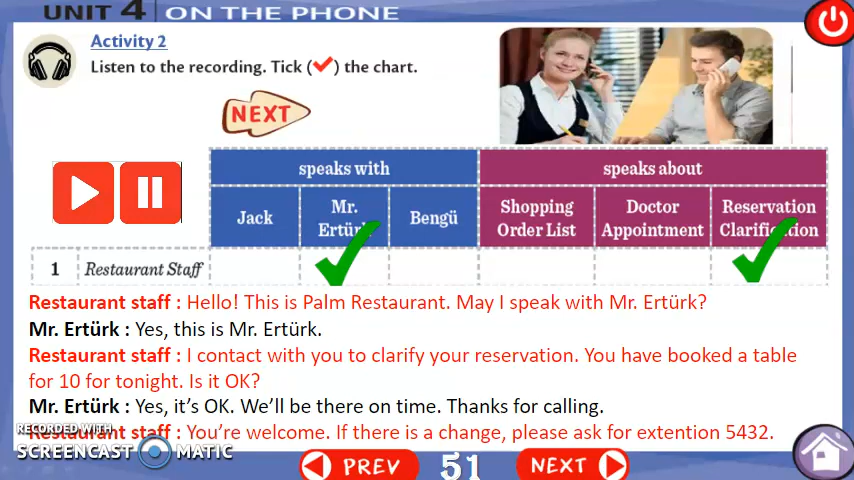 UNIT 4 | ON THE PHONE
Activity 2
Listen to the recording. Tick (✓) the chart.
NEXT
speaks with speaks about
Jack Mr. Ertürk Bengü Shopping Order List Doctor Appointment Reservation Clarification
1 Restaurant Staff
Restaurant staff : Hello! This is Palm Restaurant. May I speak with Mr. Ertürk?
Mr. Ertürk : Yes, this is Mr. Ertürk.
Restaurant staff : I contact with you to clarify your reservation. You have booked a table
for 10 for tonight. Is it OK?
Mr. Ertürk : Yes, it's OK. We'll be there on time. Thanks for calling.
Restaurant staff : You're welcome. If there is a change, please ask for extention 5432.
RECORDED WITH
SCREENCAST MATIC
PREV 51 NEXT